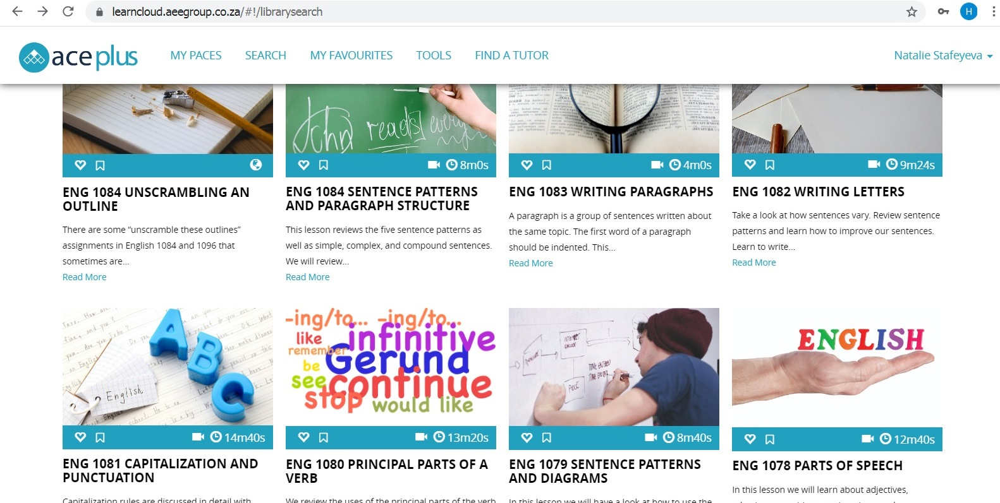 learncloud.aeegroup.co.za/#!/librarysearch
H
ace plus
MY PACES
SEARCH
MY FAVOURITES
TOOLS
FIND A TUTOR
Natalie Stafeyeva
John reads every
8m0s
4m0s
9m24s
ENG 1084 UNSCRAMBLING AN
OUTLINE
There are some “unscramble these outlines”
assignments in English 1084 and 1096 that
sometimes are...
Read More
ENG 1084 SENTENCE PATTERNS
AND PARAGRAPH STRUCTURE
This lesson reviews the five sentence patterns as
well as simple, complex, and compound sentences.
We will review...
Read More
ENG 1083 WRITING PARAGRAPHS
A paragraph is a group of sentences written about
the same topic. The first word of a paragraph
should be indented. This...
Read More
ENG 1082 WRITING LETTERS
Take a look at how sentences vary. Review sentence
patterns and learn how to improve our sentences.
Learn to write...
Read More
A
B
C
English
14m40s
ENG 1081 CAPITALIZATION AND
PUNCTUATION
Capitalization rules are discussed in detail with
-ing/to... -ing/to...
like infinitive
remember
be Gerund
see continue
stop would like
13m20s
ENG 1080 PRINCIPAL PARTS OF A
VERB
We review the uses of the principal parts of the verb
8m40s
ENG 1079 SENTENCE PATTERNS
AND DIAGRAMS
In this lesson we will have a look at how to use the
ENGLISH
12m40s
ENG 1078 PARTS OF SPEECH
In this lesson we will learn about adjectives,